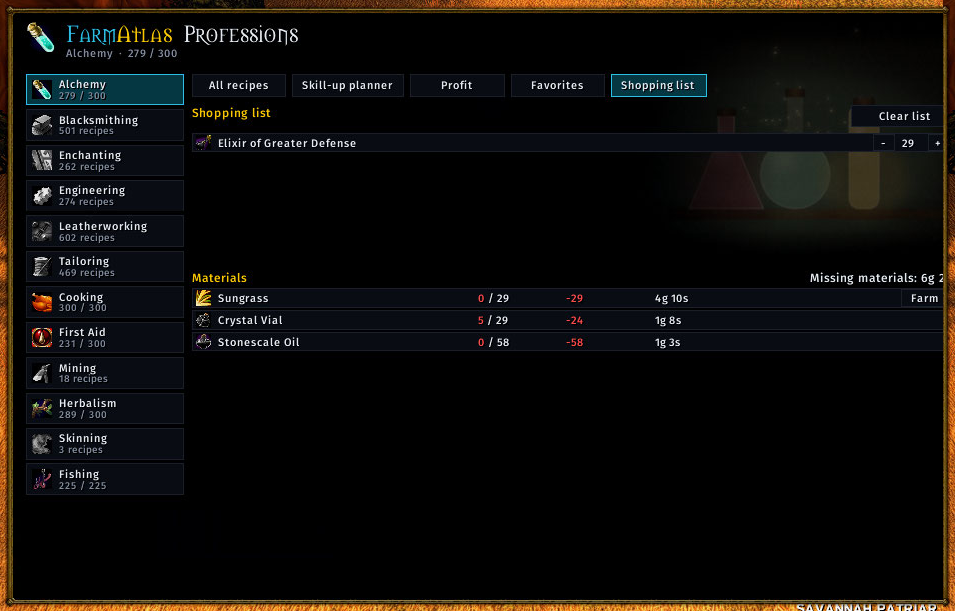 FarmAtlas Professions
Alchemy · 279 / 300
Alchemy
279 / 300
Blacksmithing
501 recipes
Enchanting
262 recipes
Engineering
274 recipes
Leatherworking
602 recipes
Tailoring
469 recipes
Cooking
300 / 300
First Aid
231 / 300
Mining
18 recipes
Herbalism
289 / 300
Skinning
3 recipes
Fishing
225 / 225
All recipes
Skill-up planner
Profit
Favorites
Shopping list
Shopping list
Clear list
Elixir of Greater Defense - 29 +
Materials
Missing materials: 6g 2
Sungrass 0 / 29 -29 4g 10s Farm
Crystal Vial 5 / 29 -24 1g 8s
Stonescale Oil 0 / 58 -58 1g 3s
SAVANNAH PATRIAR